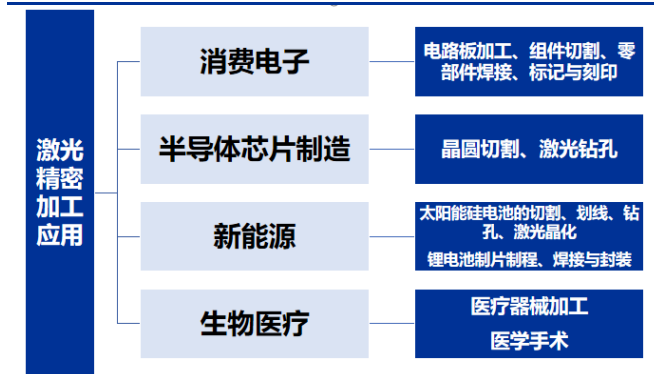 激光
精密
加工
应用
消费电子
电路板加工、组件切割、零
部件焊接、标记与刻印
半导体芯片制造
晶圆切割、激光钻孔
新能源
太阳能硅电池的切割、划线、钻
孔、激光晶化
锂电池制片制程、焊接与封装
生物医疗
医疗器械加工
医学手术